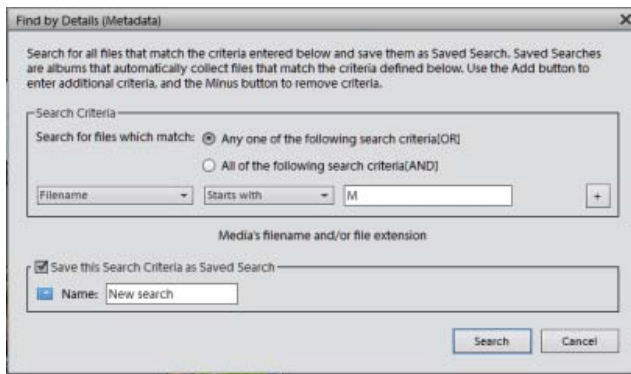 Find by Details (Metadata)
Search for all files that match the criteria entered below and save them as Saved Search. Saved Searches
are albums that automatically collect files that match the criteria defined below. Use the Add button to
enter additional criteria, and the Minus button to remove criteria.
Search Criteria
Search for files which match: Any one of the following search criteria[OR]
All of the following search criteria[AND]
Filename Starts with M +
Media's filename and/or file extension
Save this Search Criteria as Saved Search
Name: New search
Search Cancel